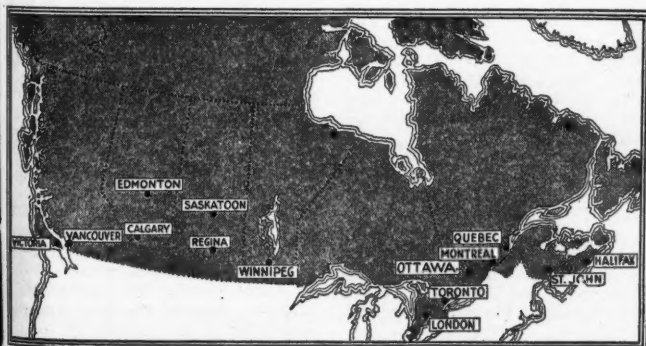 EDMONTON
SASKATOON
VICTORIA
VANCOUVER
CALGARY
REGINA
WINNIPEG
QUEBEC
MONTREAL
OTTAWA.
HALIFAX
ST. JOHN
TORONTO
LONDON